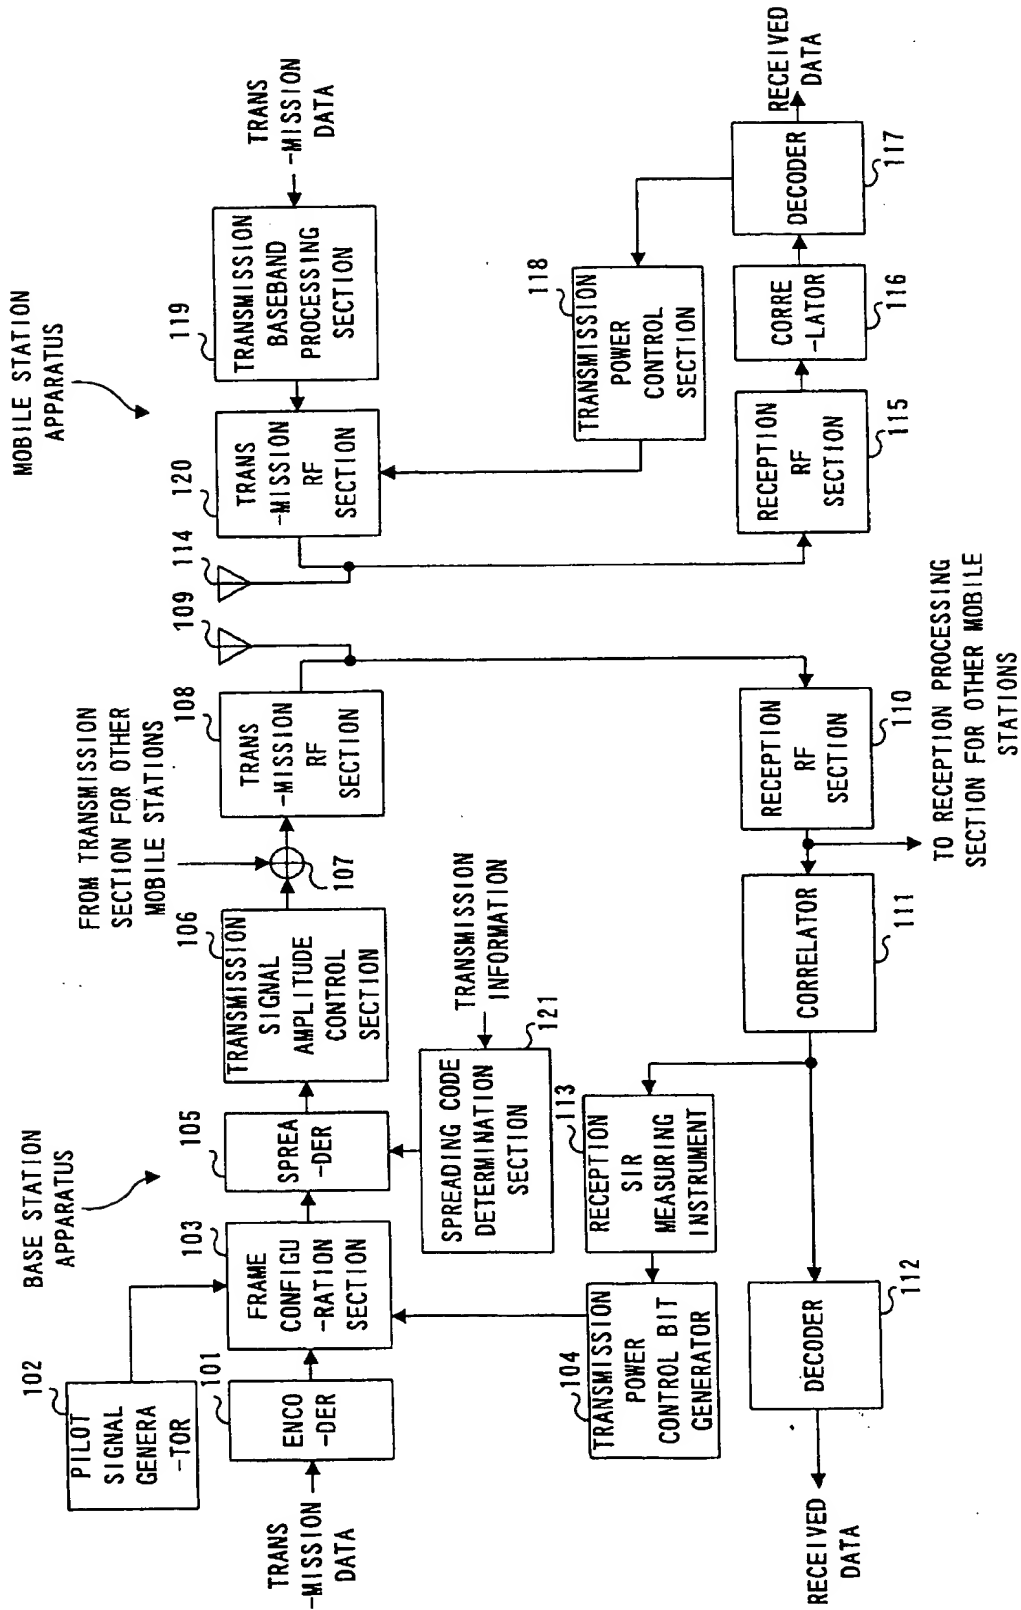 MOBILE STATION
APPARATUS
BASE STATION
APPARATUS
102
PILOT
SIGNAL
GENERA
-TOR
TRANS
-MISSION
DATA
101
ENCO
-DER
103
FRAME
CONFIGU
-RATION
SECTION
105
SPREA
-DER
106
TRANSMISSION
SIGNAL
AMPLITUDE
CONTROL
SECTION
FROM TRANSMISSION
SECTION FOR OTHER
MOBILE STATIONS
107
108
TRANS
-MISSION
RF
SECTION
109
114
120
TRANS
-MISSION
RF
SECTION
119
TRANSMISSION
BASEBAND
PROCESSING
SECTION
TRANS
-MISSION
DATA
TRANSMISSION
INFORMATION
121
SPREADING CODE
DETERMINATION
SECTION
104
TRANSMISSION
POWER
CONTROL BIT
GENERATOR
113
RECEPTION
SIR
MEASURING
INSTRUMENT
118
TRANSMISSION
POWER
CONTROL
SECTION
RECEIVED
DATA
DECODER
112
CORRELATOR
111
RECEPTION
RF
SECTION
110
TO RECEPTION PROCESSING
SECTION FOR OTHER MOBILE
STATIONS
RECEPTION
RF
SECTION
115
CORRE
-LATOR
116
DECODER
117
RECEIVED
DATA